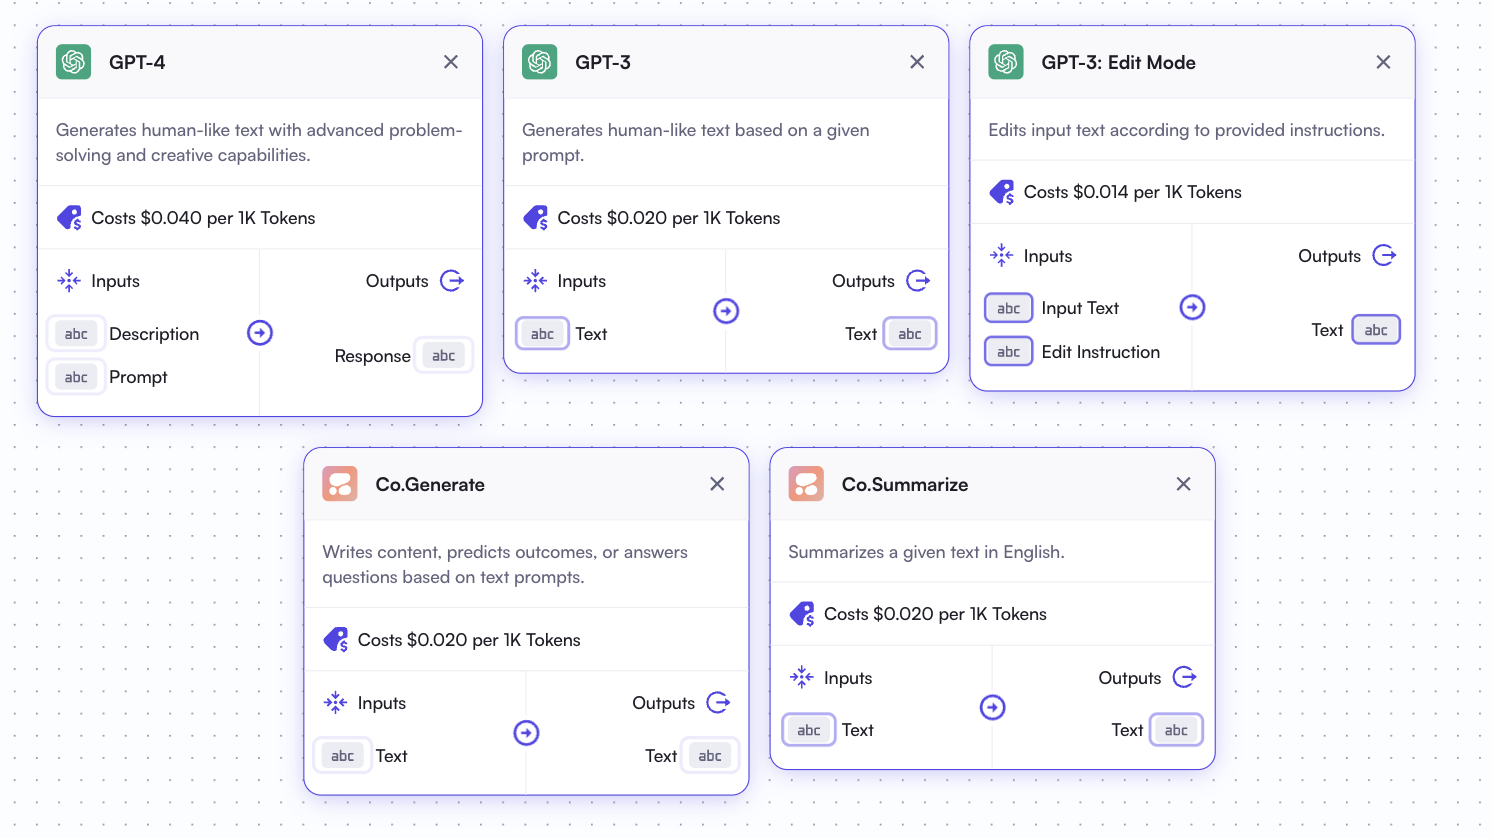 GPT-4
Generates human-like text with advanced problem-
solving and creative capabilities.
Costs $0.040 per 1K Tokens
Inputs
Outputs
abc Description
abc Prompt
Response abc
GPT-3
Generates human-like text based on a given
prompt.
Costs $0.020 per 1K Tokens
Inputs
Outputs
abc Text
Text abc
GPT-3: Edit Mode
Edits input text according to provided instructions.
Costs $0.014 per 1K Tokens
Inputs
Outputs
abc Input Text
abc Edit Instruction
Text abc
Co.Generate
Writes content, predicts outcomes, or answers
questions based on text prompts.
Costs $0.020 per 1K Tokens
Inputs
Outputs
abc Text
Text abc
Co.Summarize
Summarizes a given text in English.
Costs $0.020 per 1K Tokens
Inputs
Outputs
abc Text
Text abc